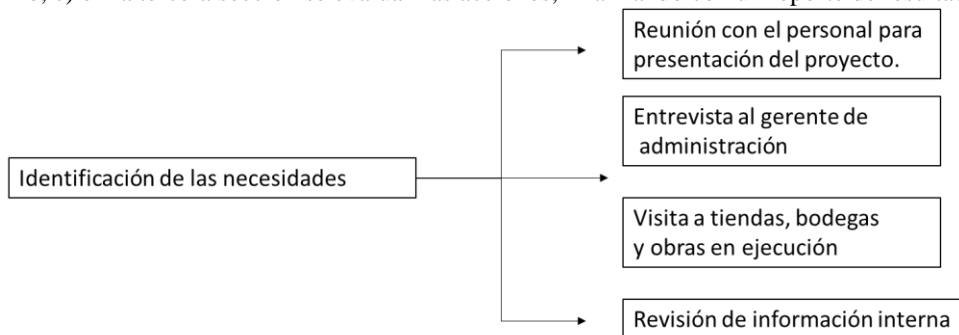 Reunión con el personal para
presentación del proyecto.
Entrevista al gerente de
administración
Identificación de las necesidades
Visita a tiendas, bodegas
y obras en ejecución
Revisión de información interna